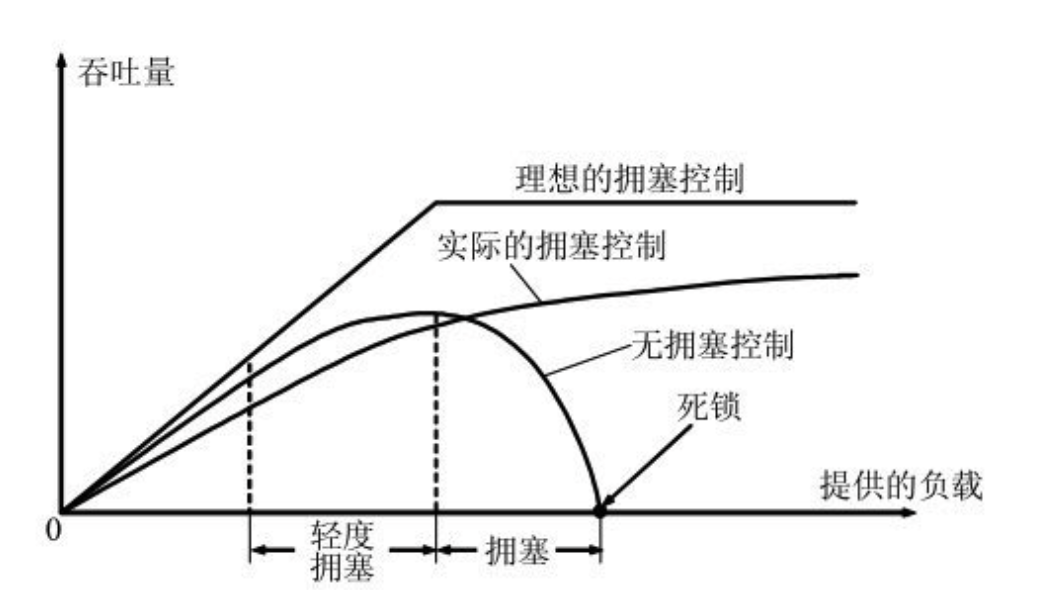 吞吐量
理想的拥塞控制
实际的拥塞控制
无拥塞控制
死锁
提供的负载
0
轻度
拥塞
拥塞